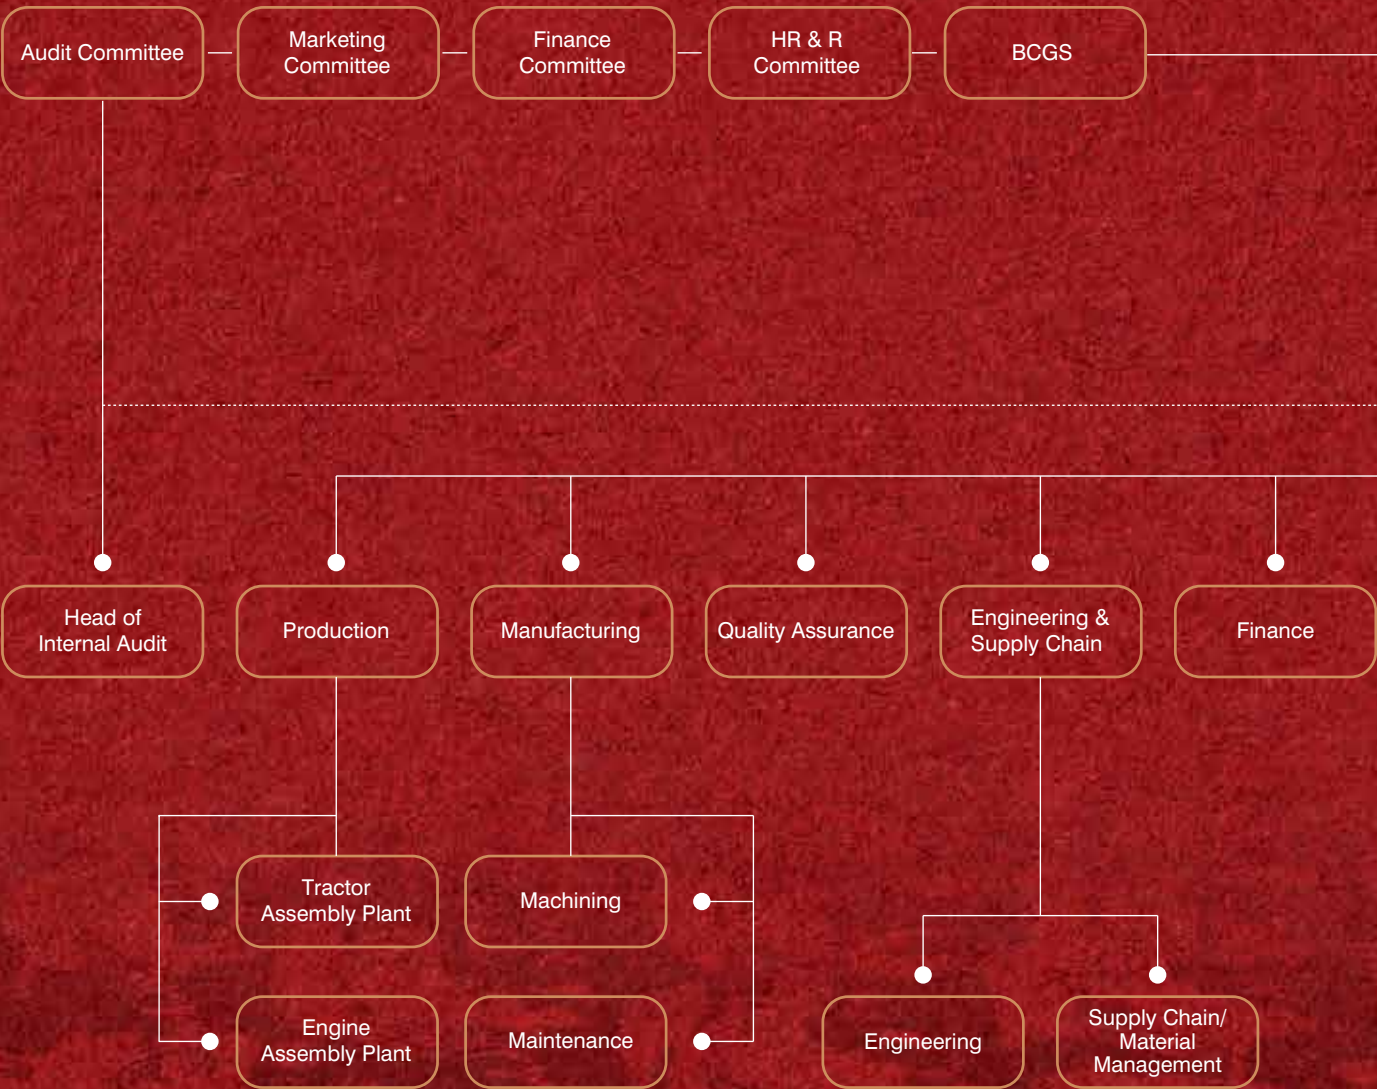 Audit Committee
Marketing
Committee
Finance
Committee
HR & R
Committee
BCGS
Head of
Internal Audit
Production
Manufacturing
Quality Assurance
Engineering &
Supply Chain
Finance
Tractor
Assembly Plant
Machining
Engine
Assembly Plant
Maintenance
Engineering
Supply Chain/
Material
Management